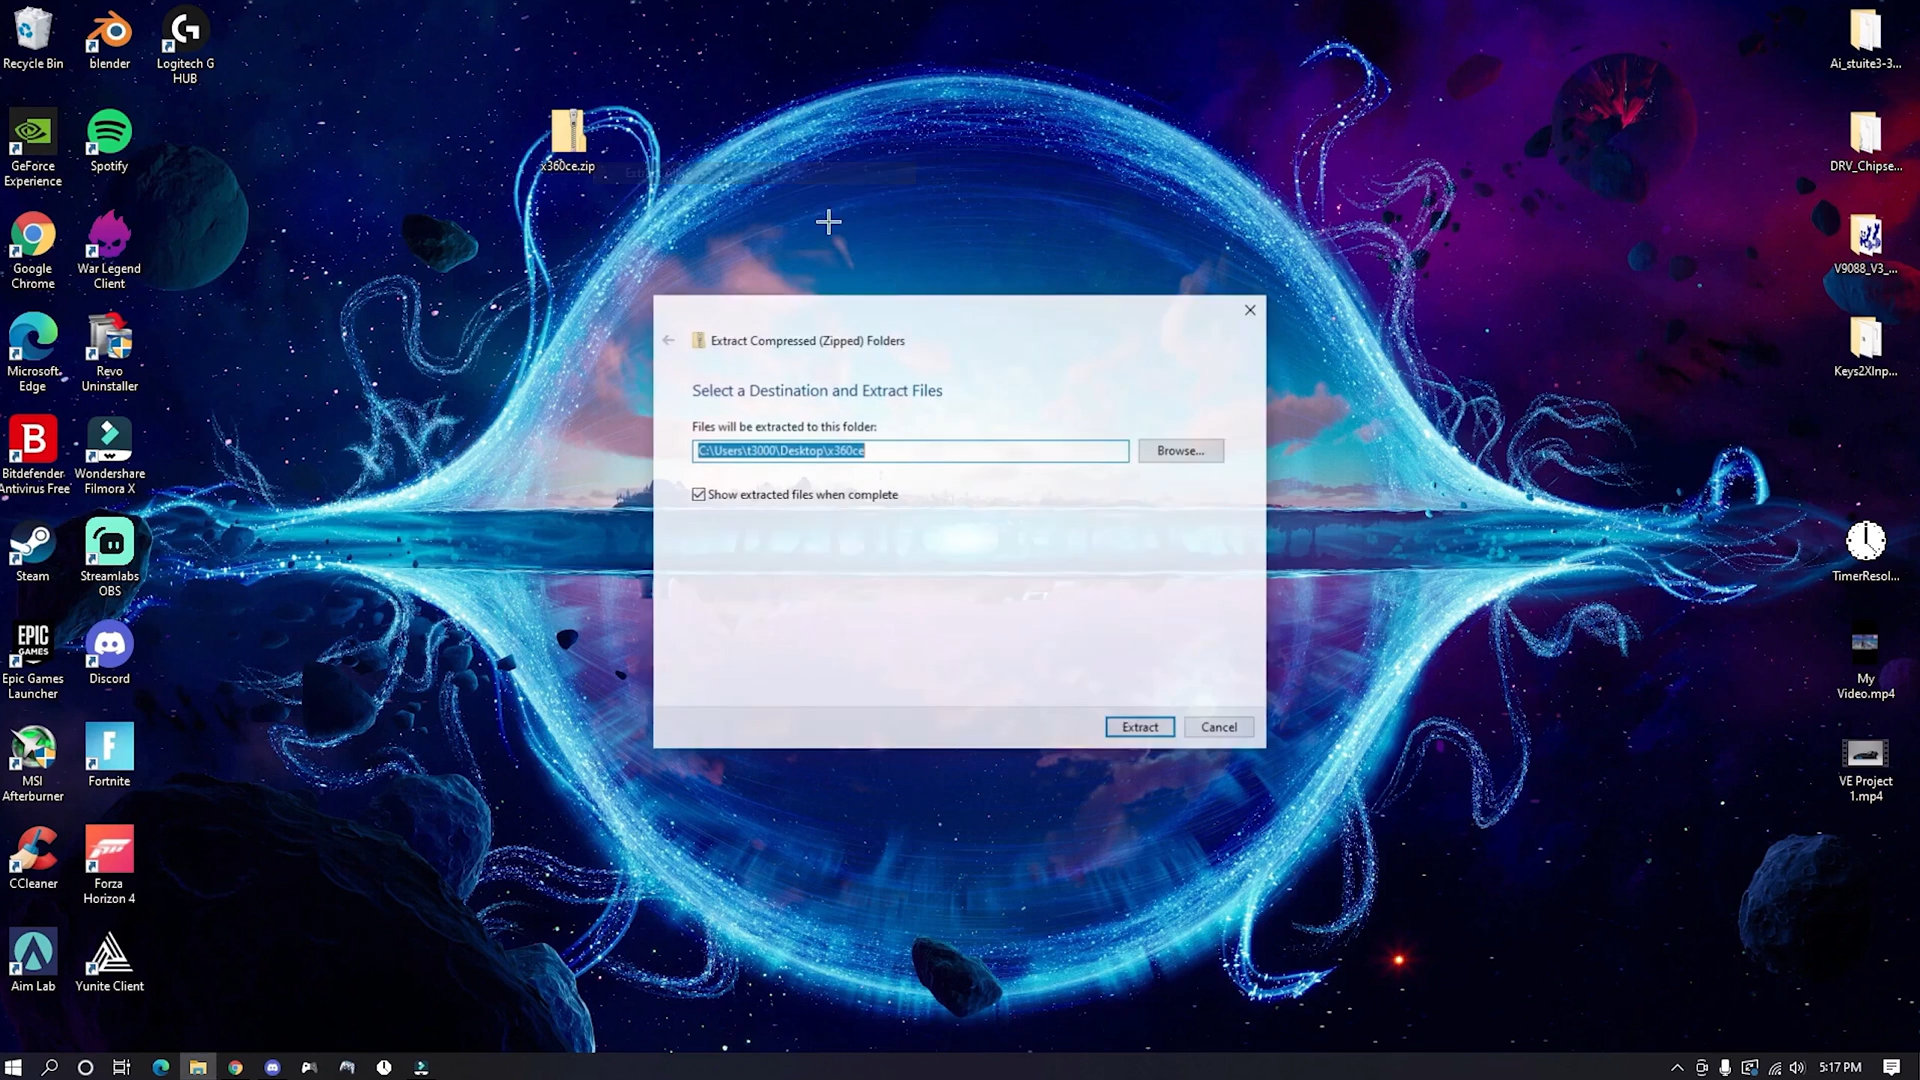 Recycle Bin
blender
Logitech G
HUB
GeForce
Experience
Spotify
Google
Chrome
War Legend
Client
Microsoft
Edge
Revo
Uninstaller
Bitdefender
Antivirus Free
Wondershare
Filmora X
Steam
Streamlabs
OBS
EPIC
GAMES
Epic Games
Launcher
Discord
MSI
Afterburner
Fortnite
CCleaner
Forza
Horizon 4
Aim Lab
Yunite Client
x360ce.zip
Extract Compressed (Zipped) Folders
Select a Destination and Extract Files
Files will be extracted to this folder:
C:\Users\t3000\Desktop\x360ce
Browse...
Show extracted files when complete
Extract
Cancel
Ai_stuite3-3...
DRV_Chipse...
V9088_V3_...
Keys2XInp...
TimerResol...
My
Video.mp4
VE Project
1.mp4
5:17 PM